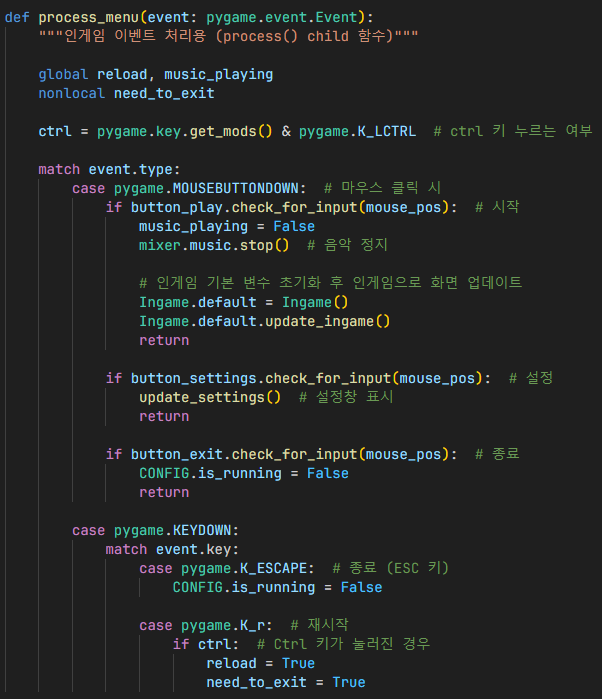 def process_menu(event: pygame.event.Event):
    """인게임 이벤트 처리용 (process() child 함수)"""

    global reload, music_playing
    nonlocal need_to_exit

    ctrl = pygame.key.get_mods() & pygame.K_LCTRL  # ctrl 키 누르는 여부

    match event.type:
        case pygame.MOUSEBUTTONDOWN:  # 마우스 클릭 시
            if button_play.check_for_input(mouse_pos):  # 시작
                music_playing = False
                mixer.music.stop()  # 음악 정지

                # 인게임 기본 변수 초기화 후 인게임으로 화면 업데이트
                Ingame.default = Ingame()
                Ingame.default.update_ingame()
                return

            if button_settings.check_for_input(mouse_pos):  # 설정
                update_settings()  # 설정창 표시
                return

            if button_exit.check_for_input(mouse_pos):  # 종료
                CONFIG.is_running = False
                return

        case pygame.KEYDOWN:
            match event.key:
                case pygame.K_ESCAPE:  # 종료 (ESC 키)
                    CONFIG.is_running = False

                case pygame.K_r:  # 재시작
                    if ctrl:  # Ctrl 키가 눌러진 경우
                        reload = True
                        need_to_exit = True